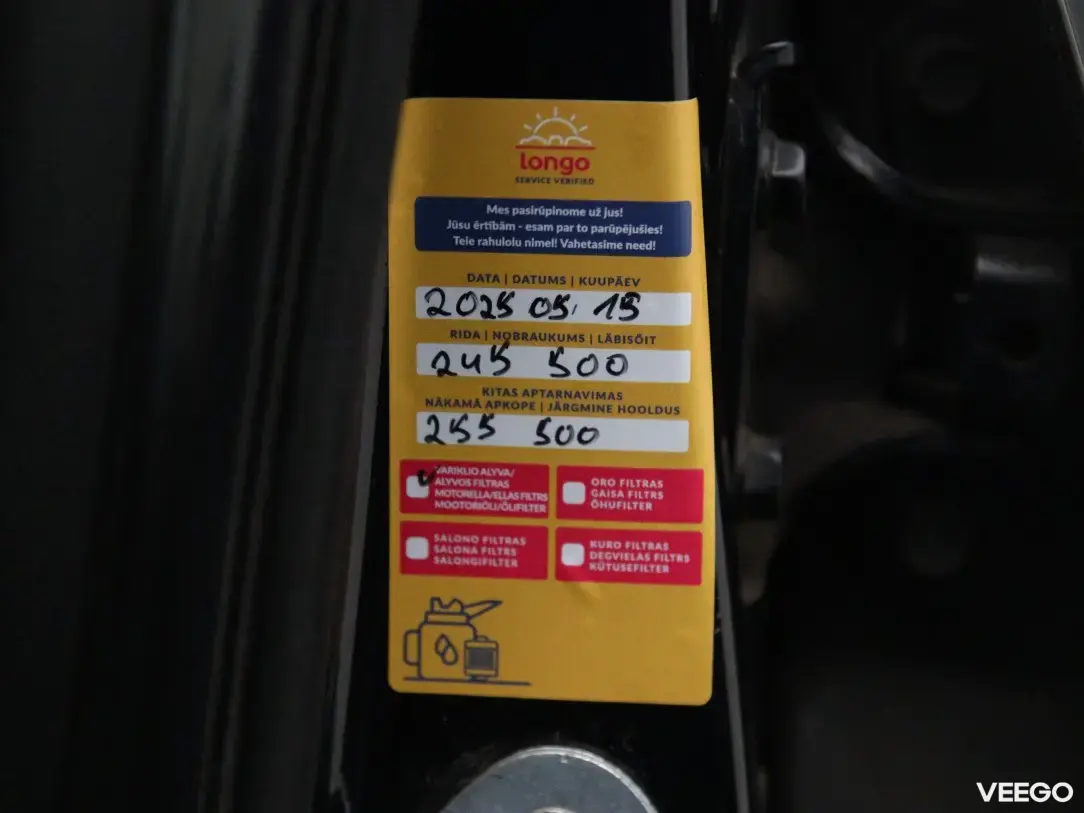 longo
SERVICE VERIFIED
Mes pasirūpinome už jus!
Jūsu ērtībām - esam par to parūpējušies!
Teie rahulolu nimel! Vahetasime need!
DATA | DATUMS | KUUPÄEV
2025 05. 15
RIDA | NOBRAUKUMS | LÄBISÕIT
245 500
KITAS APTARNAVIMAS
NĀKAMĀ APKOPE | JÄRGMINE HOOLDUS
255 500
VARIKLIO ALYVA/
ALYVOS FILTRAS
MOTOREĻĻA/EĻĻAS FILTRS
MOOTORIÕLI/ÕLIFILTER
ORO FILTRAS
GAISA FILTRS
ÕHUFILTER
SALONO FILTRAS
SALONA FILTRS
SALONGIFILTER
KURO FILTRAS
DEGVIELAS FILTRS
KÜTUSEFILTER
VEEGO